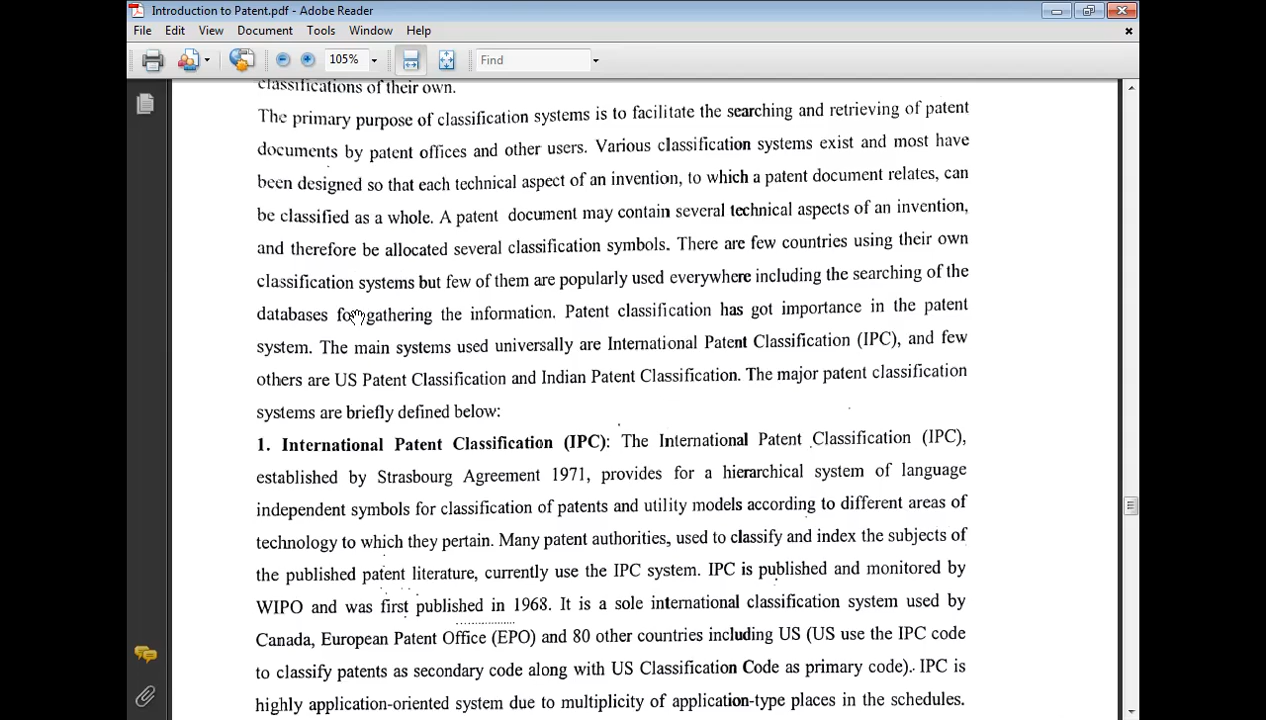 Introduction to Patent.pdf - Adobe Reader
File Edit View Document Tools Window Help
105% Find
classifications of their own.
The primary purpose of classification systems is to facilitate the searching and retrieving of patent
documents by patent offices and other users. Various classification systems exist and most have
been designed so that each technical aspect of an invention, to which a patent document relates, can
be classified as a whole. A patent document may contain several technical aspects of an invention,
and therefore be allocated several classification symbols. There are few countries using their own
classification systems but few of them are popularly used everywhere including the searching of the
databases for gathering the information. Patent classification has got importance in the patent
system. The main systems used universally are International Patent Classification (IPC), and few
others are US Patent Classification and Indian Patent Classification. The major patent classification
systems are briefly defined below:
1. International Patent Classification (IPC): The International Patent Classification (IPC),
established by Strasbourg Agreement 1971, provides for a hierarchical system of language
independent symbols for classification of patents and utility models according to different areas of
technology to which they pertain. Many patent authorities, used to classify and index the subjects of
the published patent literature, currently use the IPC system. IPC is published and monitored by
WIPO and was first published in 1968. It is a sole international classification system used by
Canada, European Patent Office (EPO) and 80 other countries including US (US use the IPC code
to classify patents as secondary code along with US Classification Code as primary code). IPC is
highly application-oriented system due to multiplicity of application-type places in the schedules.